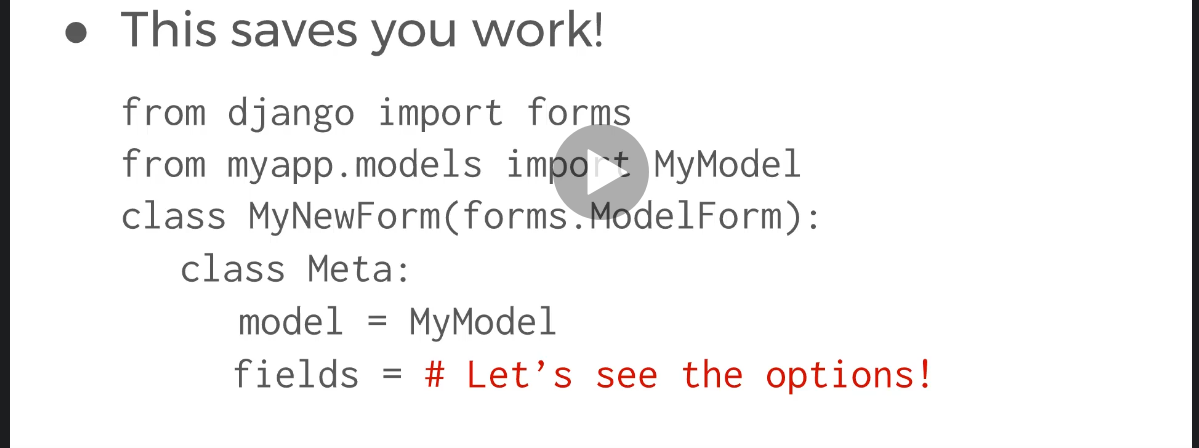 ● This saves you work!
from django import forms
from myapp.models import MyModel
class MyNewForm(forms.ModelForm):
class Meta:
model = MyModel
fields = # Let’s see the options!